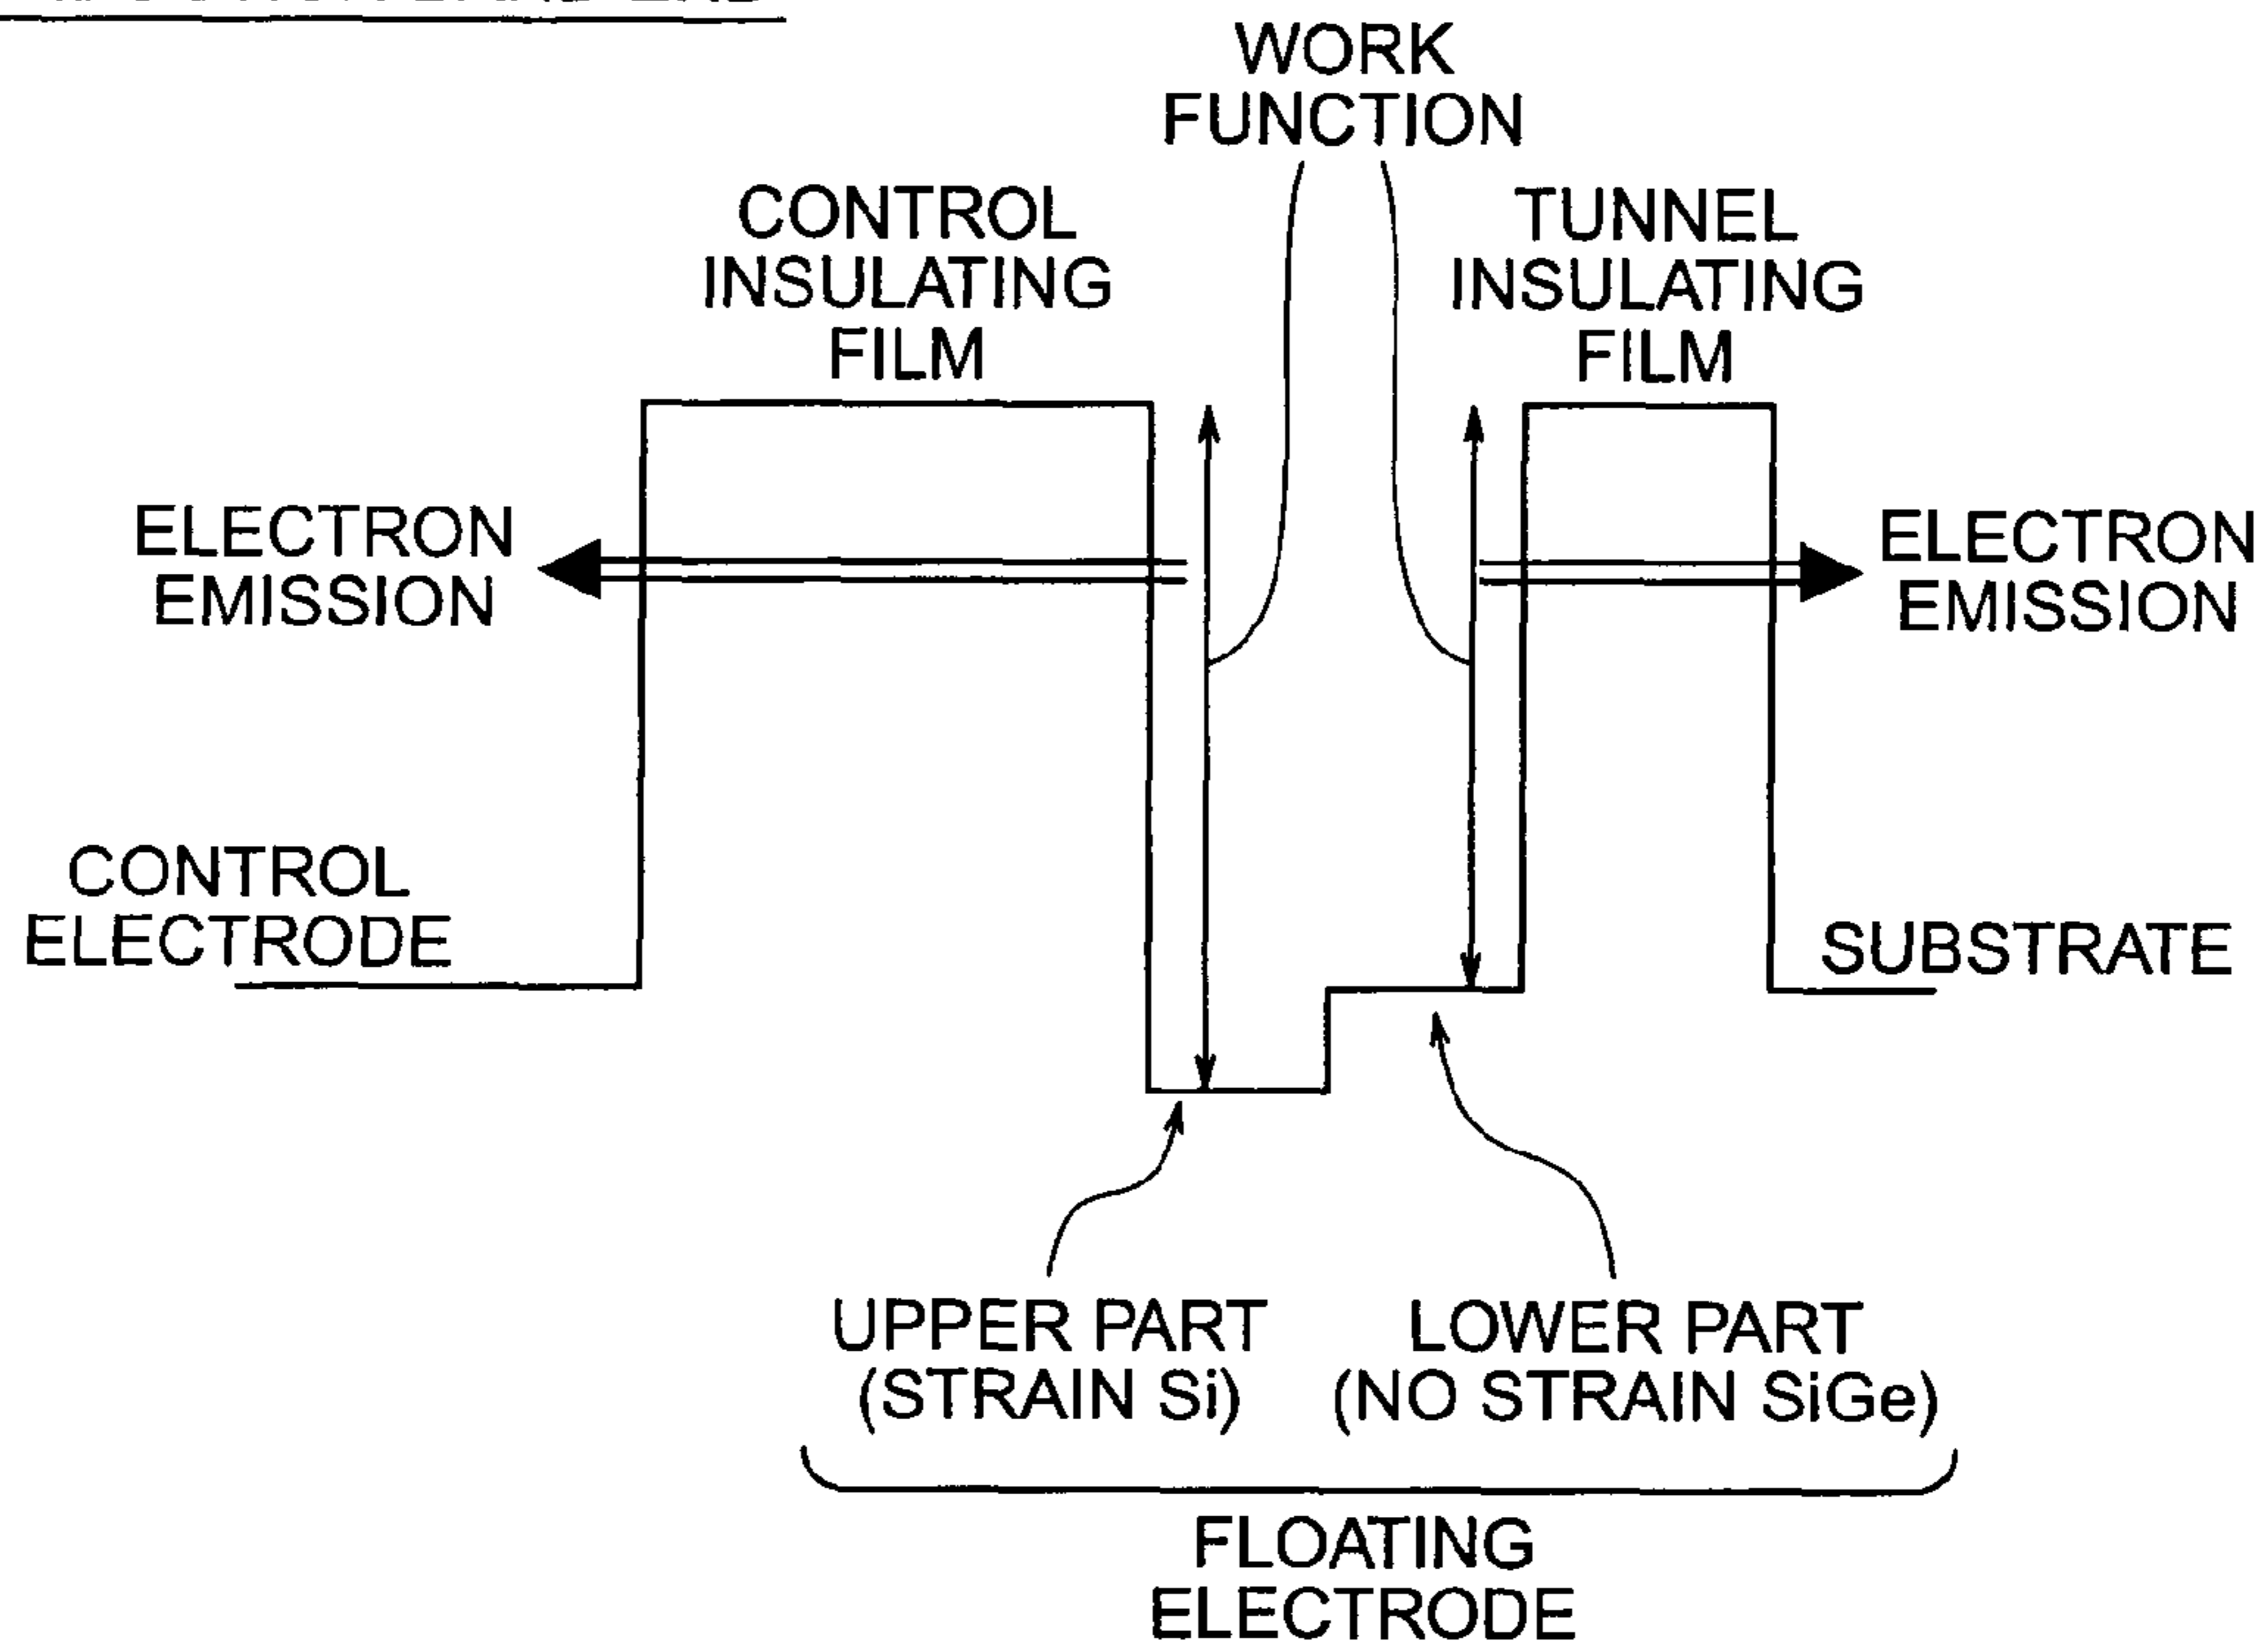 WORK
FUNCTION
CONTROL
INSULATING
FILM
TUNNEL
INSULATING
FILM
ELECTRON
EMISSION
ELECTRON
EMISSION
CONTROL
ELECTRODE
SUBSTRATE
UPPER PART
(STRAIN Si)
LOWER PART
(NO STRAIN SiGe)
FLOATING
ELECTRODE